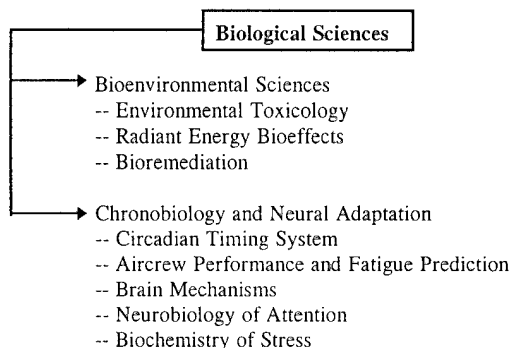 Biological Sciences
Bioenvironmental Sciences
-- Environmental Toxicology
-- Radiant Energy Bioeffects
-- Bioremediation
Chronobiology and Neural Adaptation
-- Circadian Timing System
-- Aircrew Performance and Fatigue Prediction
-- Brain Mechanisms
-- Neurobiology of Attention
-- Biochemistry of Stress